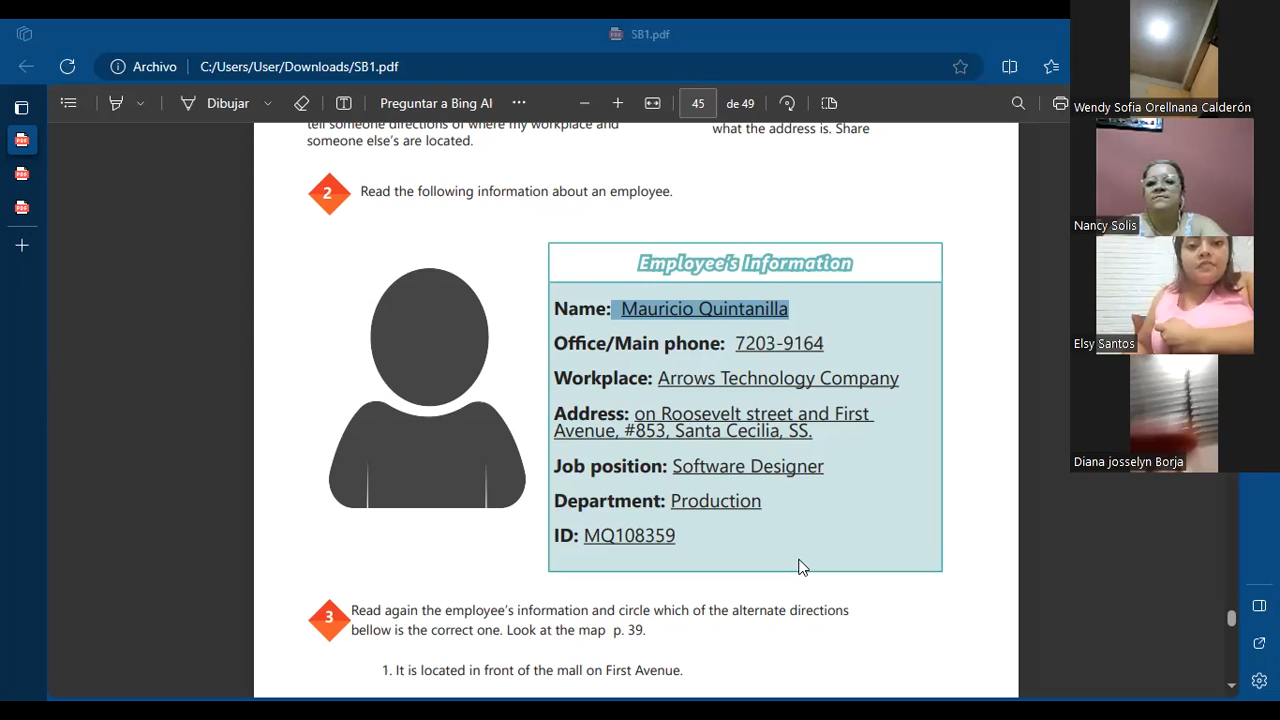 SB1.pdf
Archivo
C:/Users/User/Downloads/SB1.pdf
Dibujar
Preguntar a Bing AI
45
de 49
tell someone directions of where my workplace and
someone else's are located.
what the address is. Share
2
Read the following information about an employee.
Employee's Information
Name: Mauricio Quintanilla
Office/Main phone: 7203-9164
Workplace: Arrows Technology Company
Address: on Roosevelt street and First
Avenue, #853, Santa Cecilia, SS.
Job position: Software Designer
Department: Production
ID: MQ108359
3
Read again the employee's information and circle which of the alternate directions
bellow is the correct one. Look at the map p. 39.
1. It is located in front of the mall on First Avenue.
Wendy Sofia Orellnana Calderón
Nancy Solis
Elsy Santos
Diana josselyn Borja